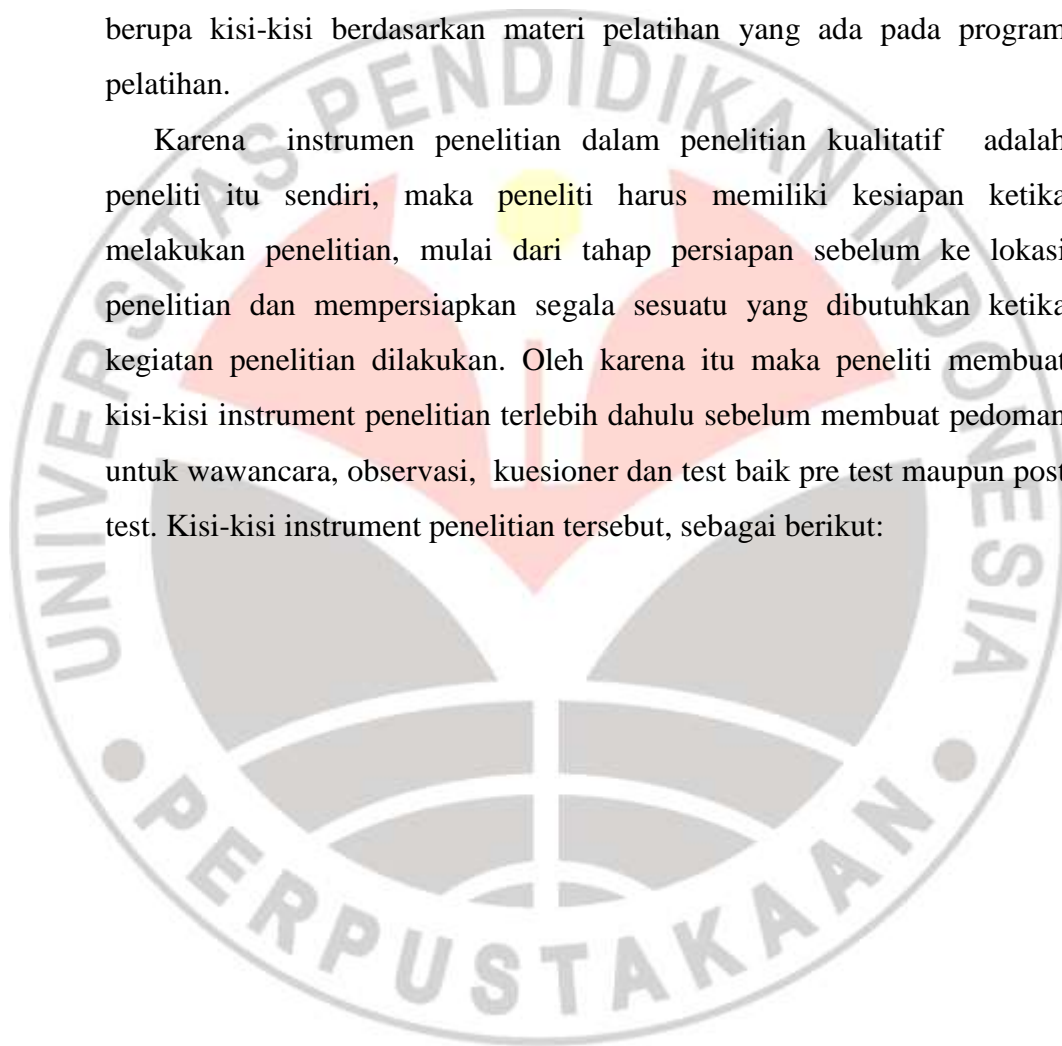 berupa kisi-kisi berdasarkan materi pelatihan yang ada pada program
pelatihan.
Karena instrumen penelitian dalam penelitian kualitatif adalah
peneliti itu sendiri, maka peneliti harus memiliki kesiapan ketika
melakukan penelitian, mulai dari tahap persiapan sebelum ke lokasi
penelitian dan mempersiapkan segala sesuatu yang dibutuhkan ketika
kegiatan penelitian dilakukan. Oleh karena itu maka peneliti membuat
kisi-kisi instrument penelitian terlebih dahulu sebelum membuat pedoman
untuk wawancara, observasi, kuesioner dan test baik pre test maupun post
test. Kisi-kisi instrument penelitian tersebut, sebagai berikut:
UNIVERSITAS PENDIDIKAN INDONESIA
PERPUSTAKAAN